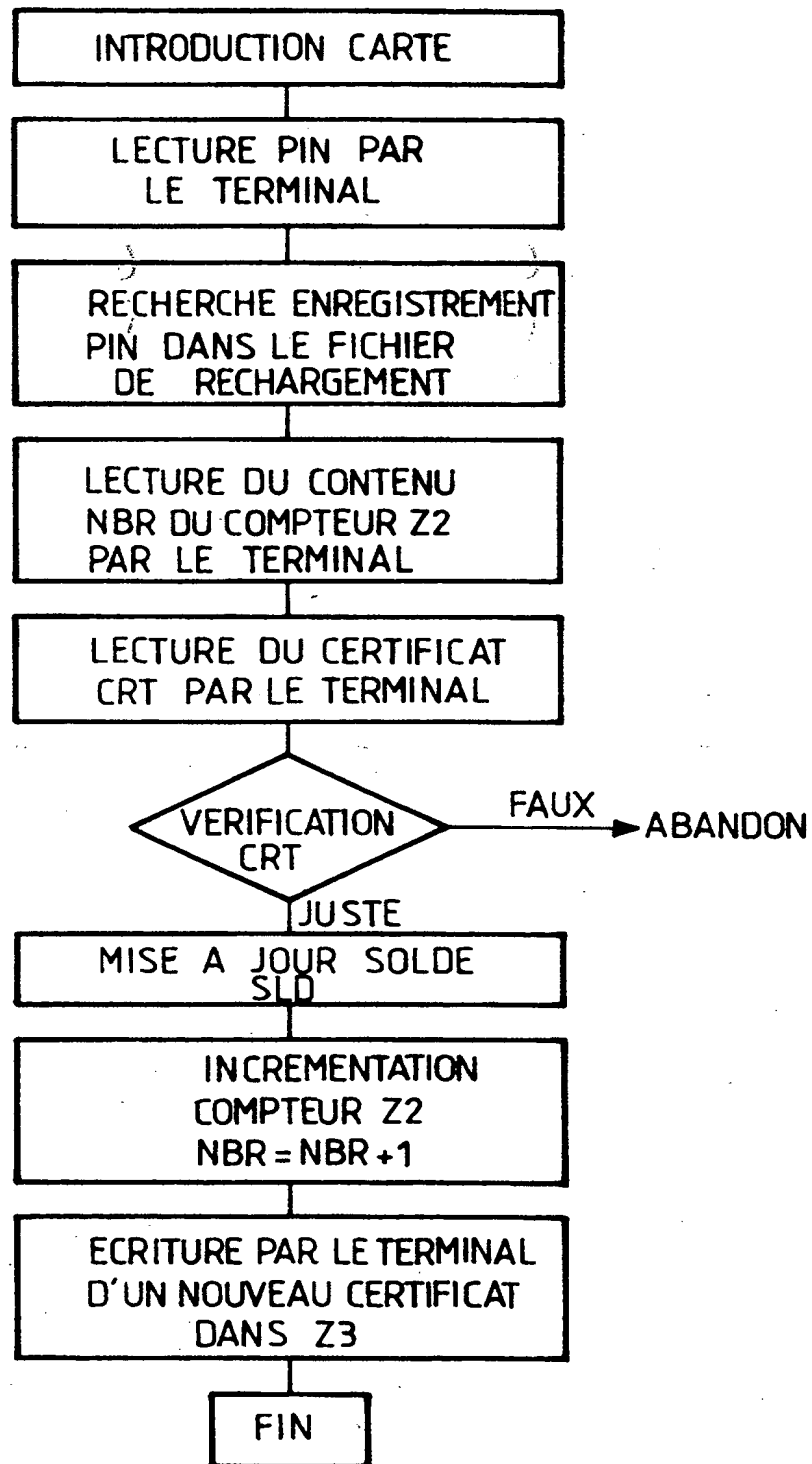 INTRODUCTION CARTE
LECTURE PIN PAR
LE TERMINAL
RECHERCHE ENREGISTREMENT
PIN DANS LE FICHIER
DE RECHARGEMENT
LECTURE DU CONTENU
NBR DU COMPTEUR Z2
PAR LE TERMINAL
LECTURE DU CERTIFICAT
CRT PAR LE TERMINAL
VERIFICATION
CRT
FAUX
ABANDON
JUSTE
MISE A JOUR SOLDE
SLD
INCREMENTATION
COMPTEUR Z2
NBR = NBR +1
ECRITURE PAR LE TERMINAL
D'UN NOUVEAU CERTIFICAT
DANS Z3
FIN